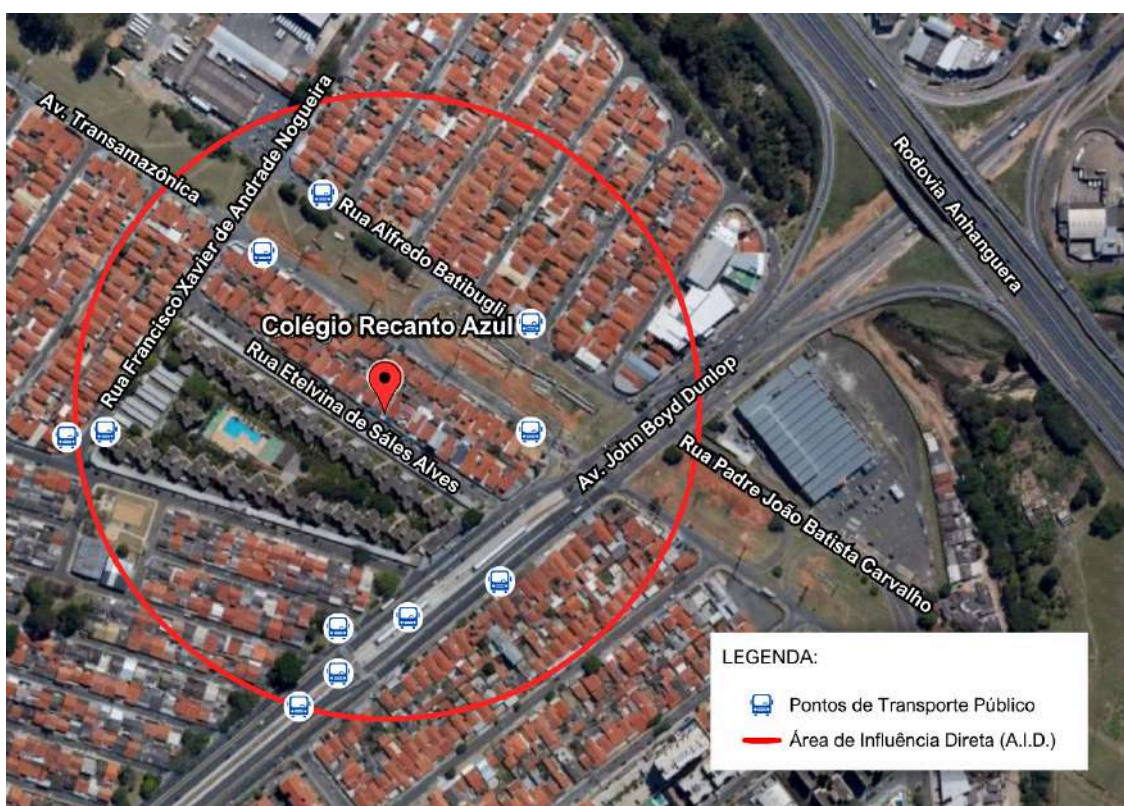 Av. Transamazônica
Rua Francisco Xavier de Andrade Nogueira
Rua Alfredo Batibugli
Rodovia Anhanguera
Colégio Recanto Azul
Rua Etelvina de Sáles Alves
Av. John Boyd Dunlop
Rua Padre João Batista Carvalho
LEGENDA:
Pontos de Transporte Público
Área de Influência Direta (A.I.D.)